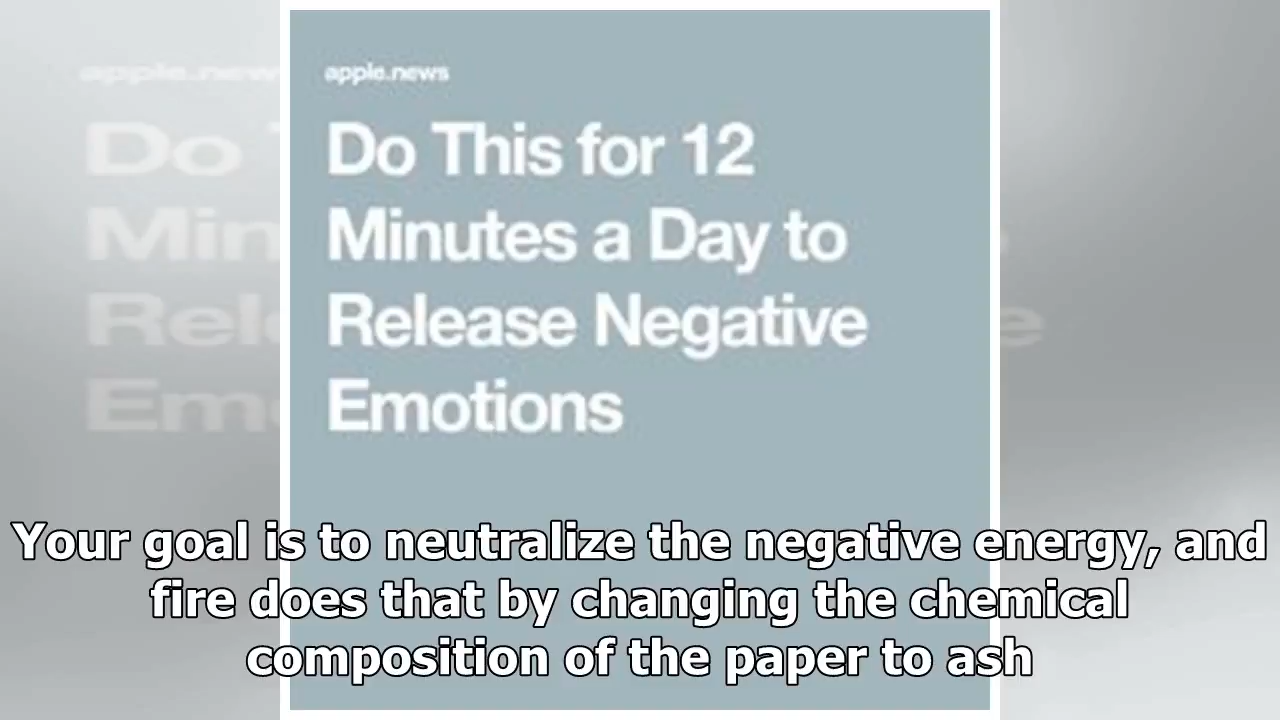 apple.news
Do This for 12
Minutes a Day to
Release Negative
Emotions
Your goal is to neutralize the negative energy, and
fire does that by changing the chemical
composition of the paper to ash